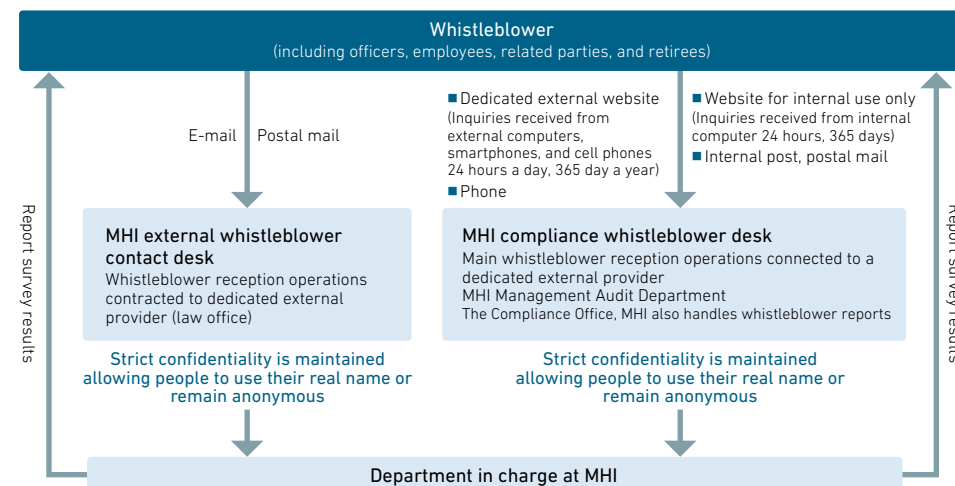 Whistleblower
(including officers, employees, related parties, and retirees)
E-mail
Postal mail
■ Dedicated external website
(Inquiries received from
external computers,
smartphones, and cell phones
24 hours a day, 365 day a year)
■ Phone
■ Website for internal use only
(Inquiries received from internal
computer 24 hours, 365 days)
■ Internal post, postal mail
Report survey results
MHI external whistleblower
contact desk
Whistleblower reception operations
contracted to dedicated external
provider (law office)
MHI compliance whistleblower desk
Main whistleblower reception operations connected to a
dedicated external provider
MHI Management Audit Department
The Compliance Office, MHI also handles whistleblower reports
Report survey results
Strict confidentiality is maintained
allowing people to use their real name or
remain anonymous
Strict confidentiality is maintained
allowing people to use their real name or
remain anonymous
Department in charge at MHI